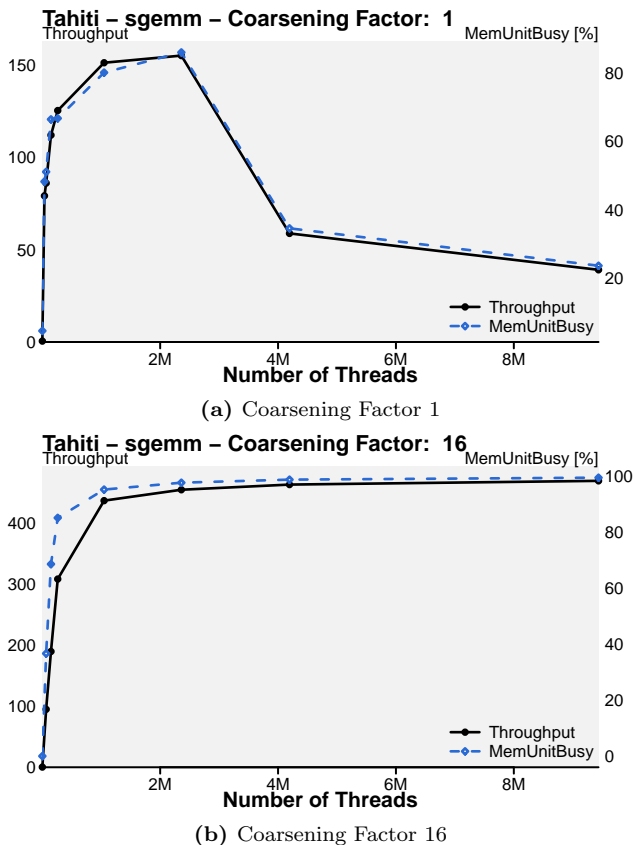 Tahiti – sgemm – Coarsening Factor: 1
Throughput MemUnitBusy [%]
150
100
50
0
80
60
40
20
Throughput
MemUnitBusy
2M 4M 6M 8M
Number of Threads
(a) Coarsening Factor 1
Tahiti – sgemm – Coarsening Factor: 16
Throughput MemUnitBusy [%]
400
300
200
100
0
100
80
60
40
20
0
Throughput
MemUnitBusy
2M 4M 6M 8M
Number of Threads
(b) Coarsening Factor 16